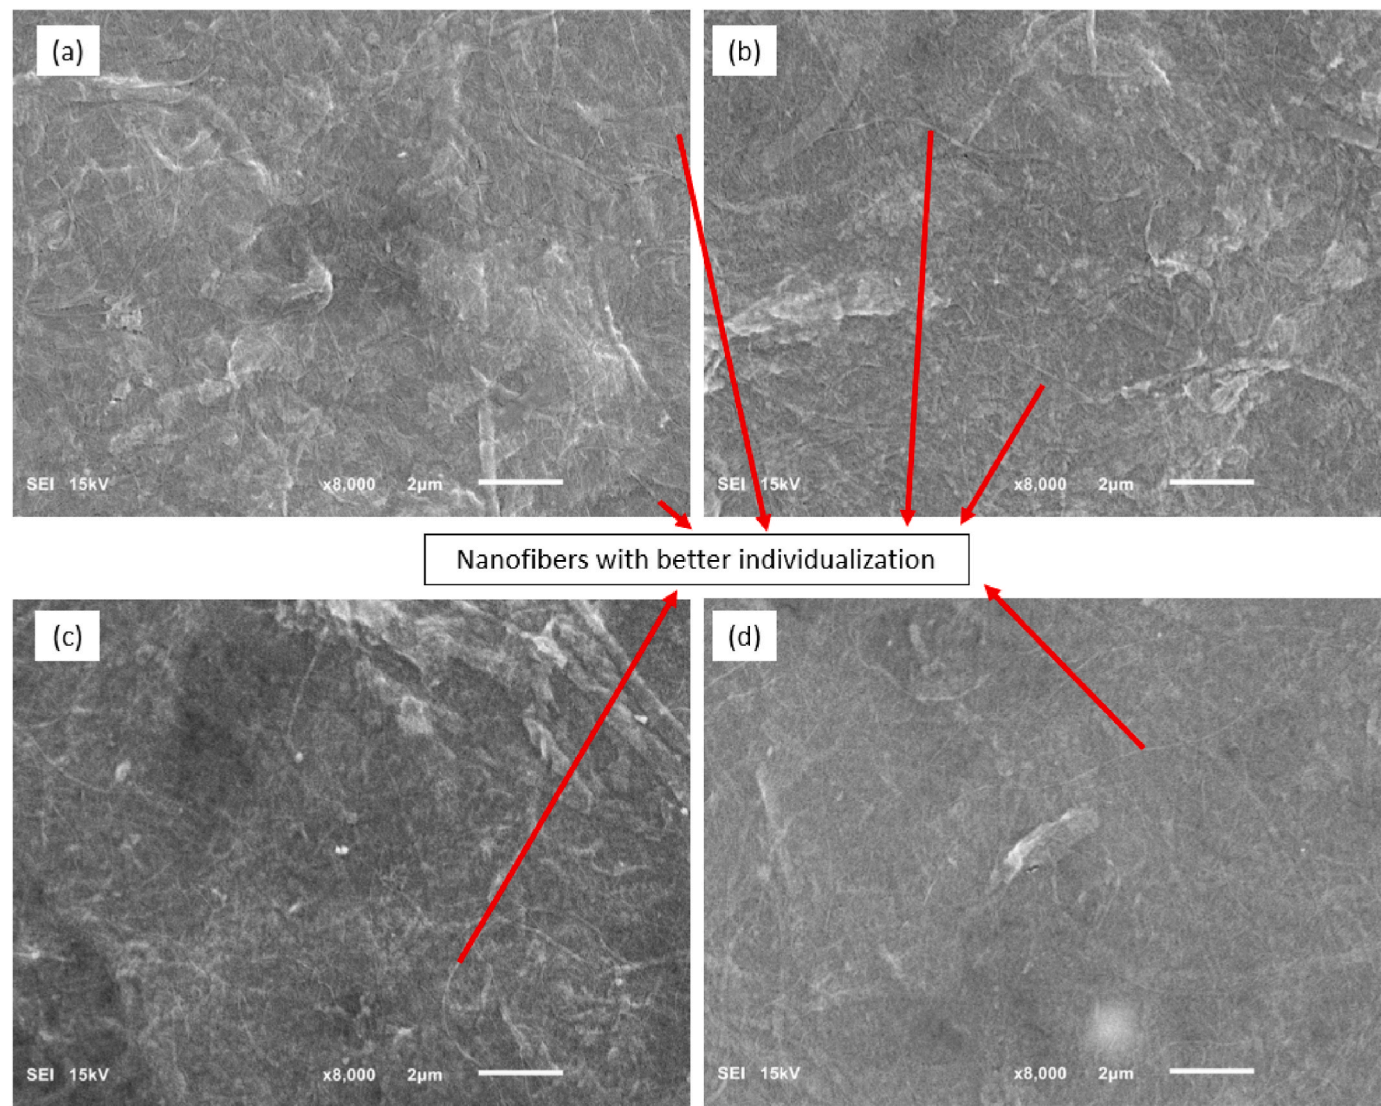 (a)
(b)
SEI 15kV x8,000 2μm
SEI 15kV x8,000 2μm
Nanofibers with better individualization
(c)
(d)
SEI 15kV x8,000 2μm
SEI 15kV x8,000 2μm